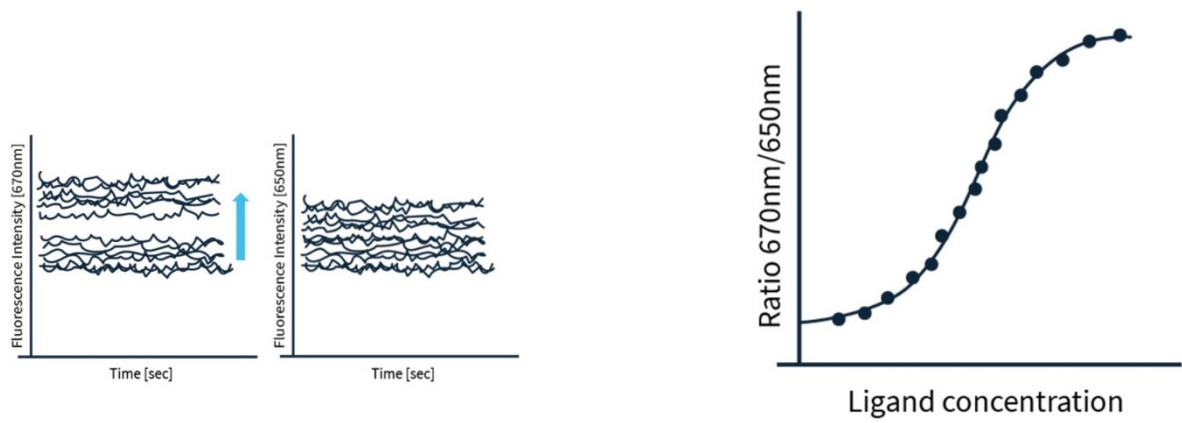 Fluorescence Intensity [670nm]
Time [sec]
Fluorescence Intensity [650nm]
Time [sec]
Ratio 670nm/650nm
Ligand concentration